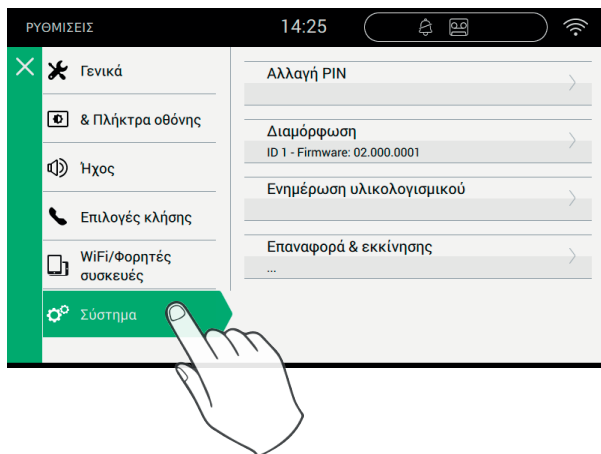 ΡΥΘΜΙΣΕΙΣ
14:25
Γενικά
& Πλήκτρα οθόνης
Ήχος
Επιλογές κλήσης
WiFi/Φορητές
συσκευές
Σύστημα
Αλλαγή PIN
Διαμόρφωση
ID 1 - Firmware: 02.000.0001
Ενημέρωση υλικολογισμικού
Επαναφορά & εκκίνησης
...